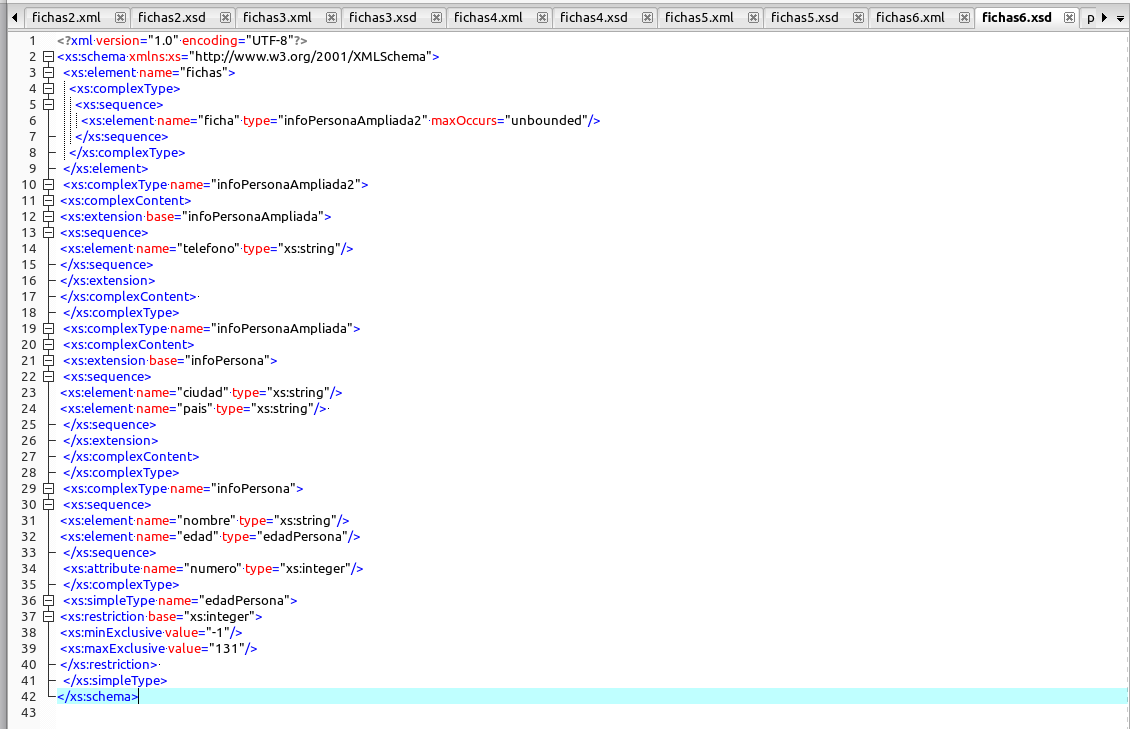 fichas2.xml fichas2.xsd fichas3.xml fichas3.xsd fichas4.xml fichas4.xsd fichas5.xml fichas5.xsd fichas6.xml fichas6.xsd p
1 <?xml version="1.0" encoding="UTF-8"?>
2 <xs:schema xmlns:xs="http://www.w3.org/2001/XMLSchema">
3 <xs:element name="fichas">
4 <xs:complexType>
5 <xs:sequence>
6 <xs:element name="ficha" type="infoPersonaAmpliada2" maxOccurs="unbounded"/>
7 </xs:sequence>
8 </xs:complexType>
9 </xs:element>
10 <xs:complexType name="infoPersonaAmpliada2">
11 <xs:complexContent>
12 <xs:extension base="infoPersonaAmpliada">
13 <xs:sequence>
14 <xs:element name="telefono" type="xs:string"/>
15 </xs:sequence>
16 </xs:extension>
17 </xs:complexContent>
18 </xs:complexType>
19 <xs:complexType name="infoPersonaAmpliada">
20 <xs:complexContent>
21 <xs:extension base="infoPersona">
22 <xs:sequence>
23 <xs:element name="ciudad" type="xs:string"/>
24 <xs:element name="pais" type="xs:string"/>
25 </xs:sequence>
26 </xs:extension>
27 </xs:complexContent>
28 </xs:complexType>
29 <xs:complexType name="infoPersona">
30 <xs:sequence>
31 <xs:element name="nombre" type="xs:string"/>
32 <xs:element name="edad" type="edadPersona"/>
33 </xs:sequence>
34 <xs:attribute name="numero" type="xs:integer"/>
35 </xs:complexType>
36 <xs:simpleType name="edadPersona">
37 <xs:restriction base="xs:integer">
38 <xs:minExclusive value="-1"/>
39 <xs:maxExclusive value="131"/>
40 </xs:restriction>
41 </xs:simpleType>
42 </xs:schema>
43